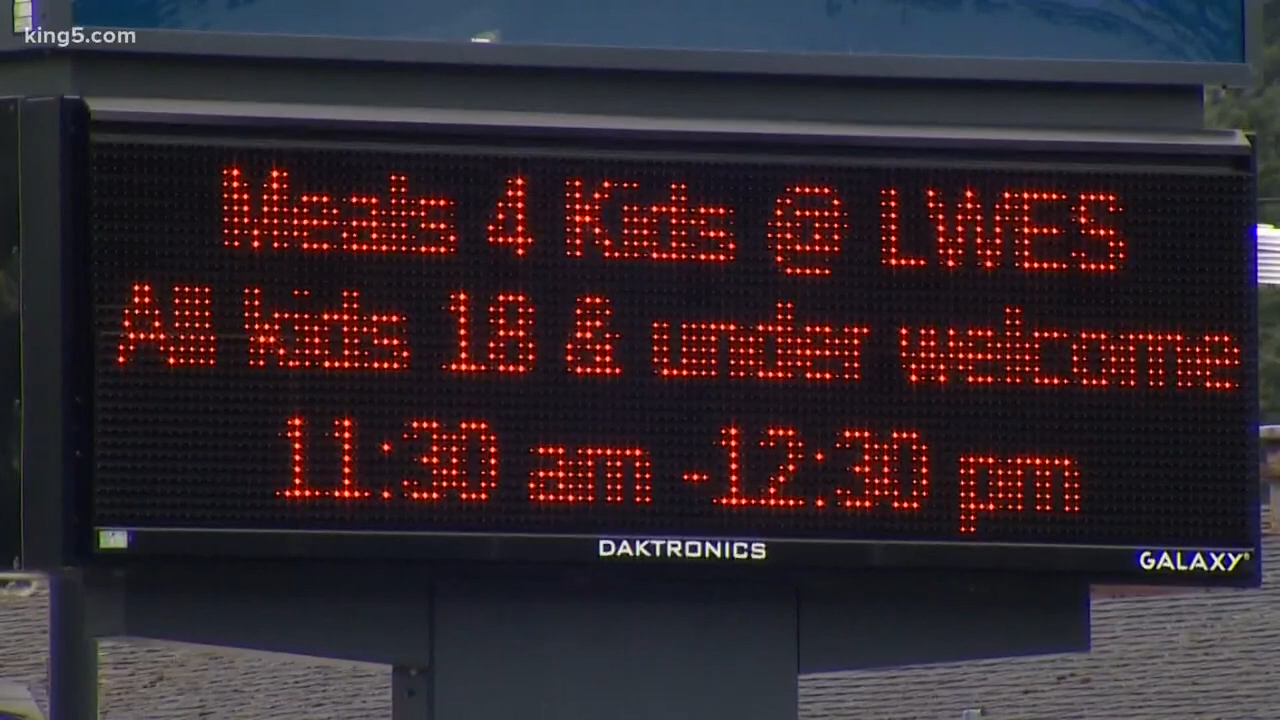 king5.com
Meals 4 Kids @ LWES
All kids 18 & under welcome
11:30 am -12:30 pm
DAKTRONICS
GALAXY®